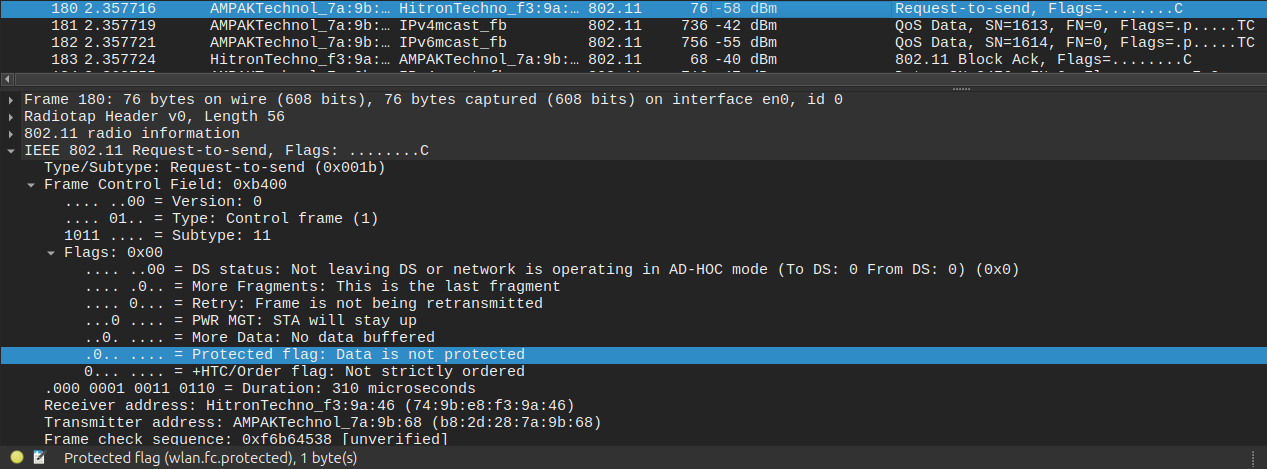 180 2.357716 AMPAKTechnol_7a:9b:… HitronTechno_f3:9a:… 802.11 76 -58 dBm Request-to-send, Flags=........C
181 2.357719 AMPAKTechnol_7a:9b:… IPv4mcast_fb 802.11 736 -42 dBm QoS Data, SN=1613, FN=0, Flags=.p.....TC
182 2.357721 AMPAKTechnol_7a:9b:… IPv6mcast_fb 802.11 756 -55 dBm QoS Data, SN=1614, FN=0, Flags=.p.....TC
183 2.357724 HitronTechno_f3:9a:… AMPAKTechnol_7a:9b:… 802.11 68 -40 dBm 802.11 Block Ack, Flags=........C
Frame 180: 76 bytes on wire (608 bits), 76 bytes captured (608 bits) on interface en0, id 0
Radiotap Header v0, Length 56
802.11 radio information
IEEE 802.11 Request-to-send, Flags: ........C
Type/Subtype: Request-to-send (0x001b)
Frame Control Field: 0xb400
.... ..00 = Version: 0
.... 01.. = Type: Control frame (1)
1011 .... = Subtype: 11
Flags: 0x00
.... ..00 = DS status: Not leaving DS or network is operating in AD-HOC mode (To DS: 0 From DS: 0) (0x0)
.... .0.. = More Fragments: This is the last fragment
.... 0... = Retry: Frame is not being retransmitted
...0 .... = PWR MGT: STA will stay up
..0. .... = More Data: No data buffered
.0.. .... = Protected flag: Data is not protected
0... .... = +HTC/Order flag: Not strictly ordered
.000 0001 0011 0110 = Duration: 310 microseconds
Receiver address: HitronTechno_f3:9a:46 (74:9b:e8:f3:9a:46)
Transmitter address: AMPAKTechnol_7a:9b:68 (b8:2d:28:7a:9b:68)
Frame check sequence: 0xf6b64538 [unverified]
Protected flag (wlan.fc.protected), 1 byte(s)